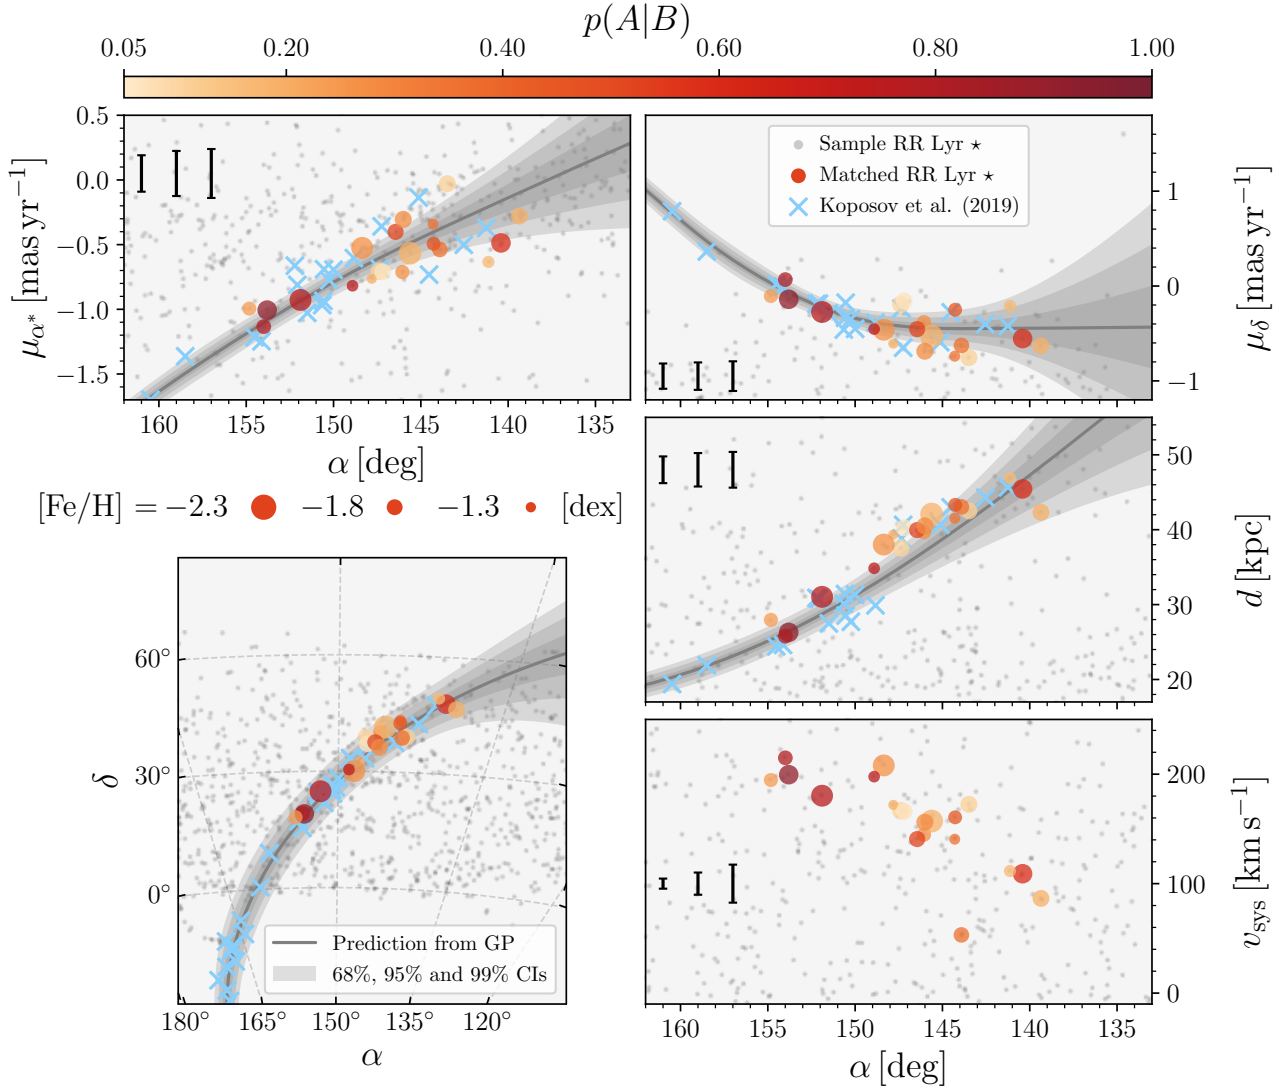 p(A|B)
0.05 0.20 0.40 0.60 0.80 1.00
0.5
0.0
−0.5
−1.0
−1.5
μα* [mas yr⁻¹]
160 155 150 145 140 135
α [deg]
Sample RR Lyr ⋆
Matched RR Lyr ⋆
Koposov et al. (2019)
1
0
−1
μδ [mas yr⁻¹]
[Fe/H] = −2.3 −1.8 −1.3 [dex]
50
40
30
20
d [kpc]
60°
30°
0°
δ
Prediction from GP
68%, 95% and 99% CIs
180° 165° 150° 135° 120°
α
200
100
0
vsys [km s⁻¹]
160 155 150 145 140 135
α [deg]